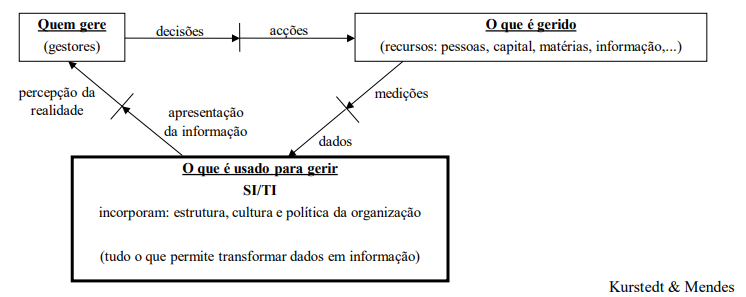 Quem gere
(gestores)
decisões
acções
O que é gerido
(recursos: pessoas, capital, matérias, informação,...)
percepção da
realidade
apresentação
da informação
medições
dados
O que é usado para gerir
SI/TI
incorporam: estrutura, cultura e política da organização
(tudo o que permite transformar dados em informação)
Kurstedt & Mendes